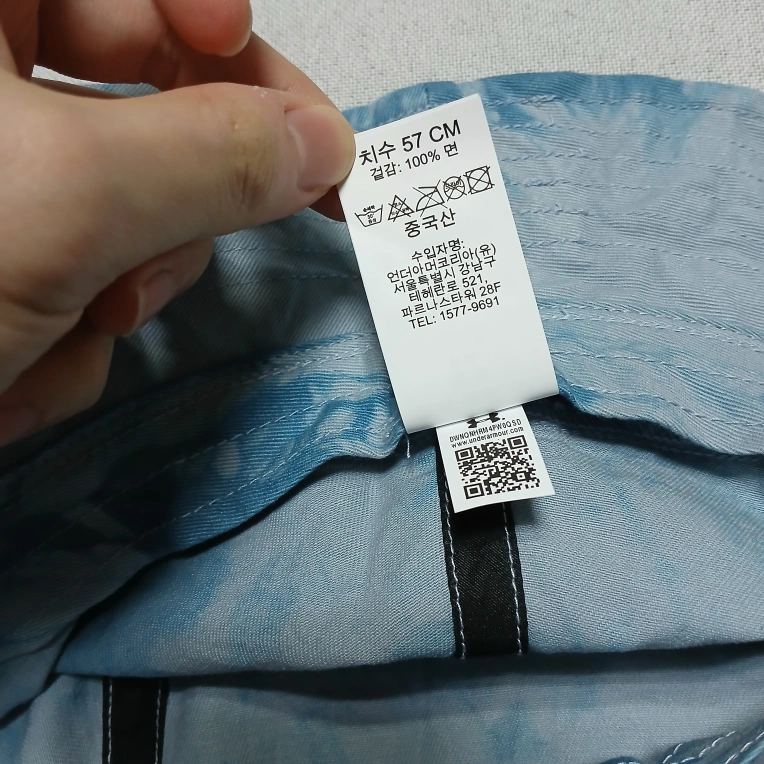 치수 57 CM
겉감: 100% 면
중국산
수입자명:
언더아머코리아(유)
서울특별시 강남구
테헤란로 521,
파르나스타워 28F
TEL: 1577-9691
www.underarmour.com